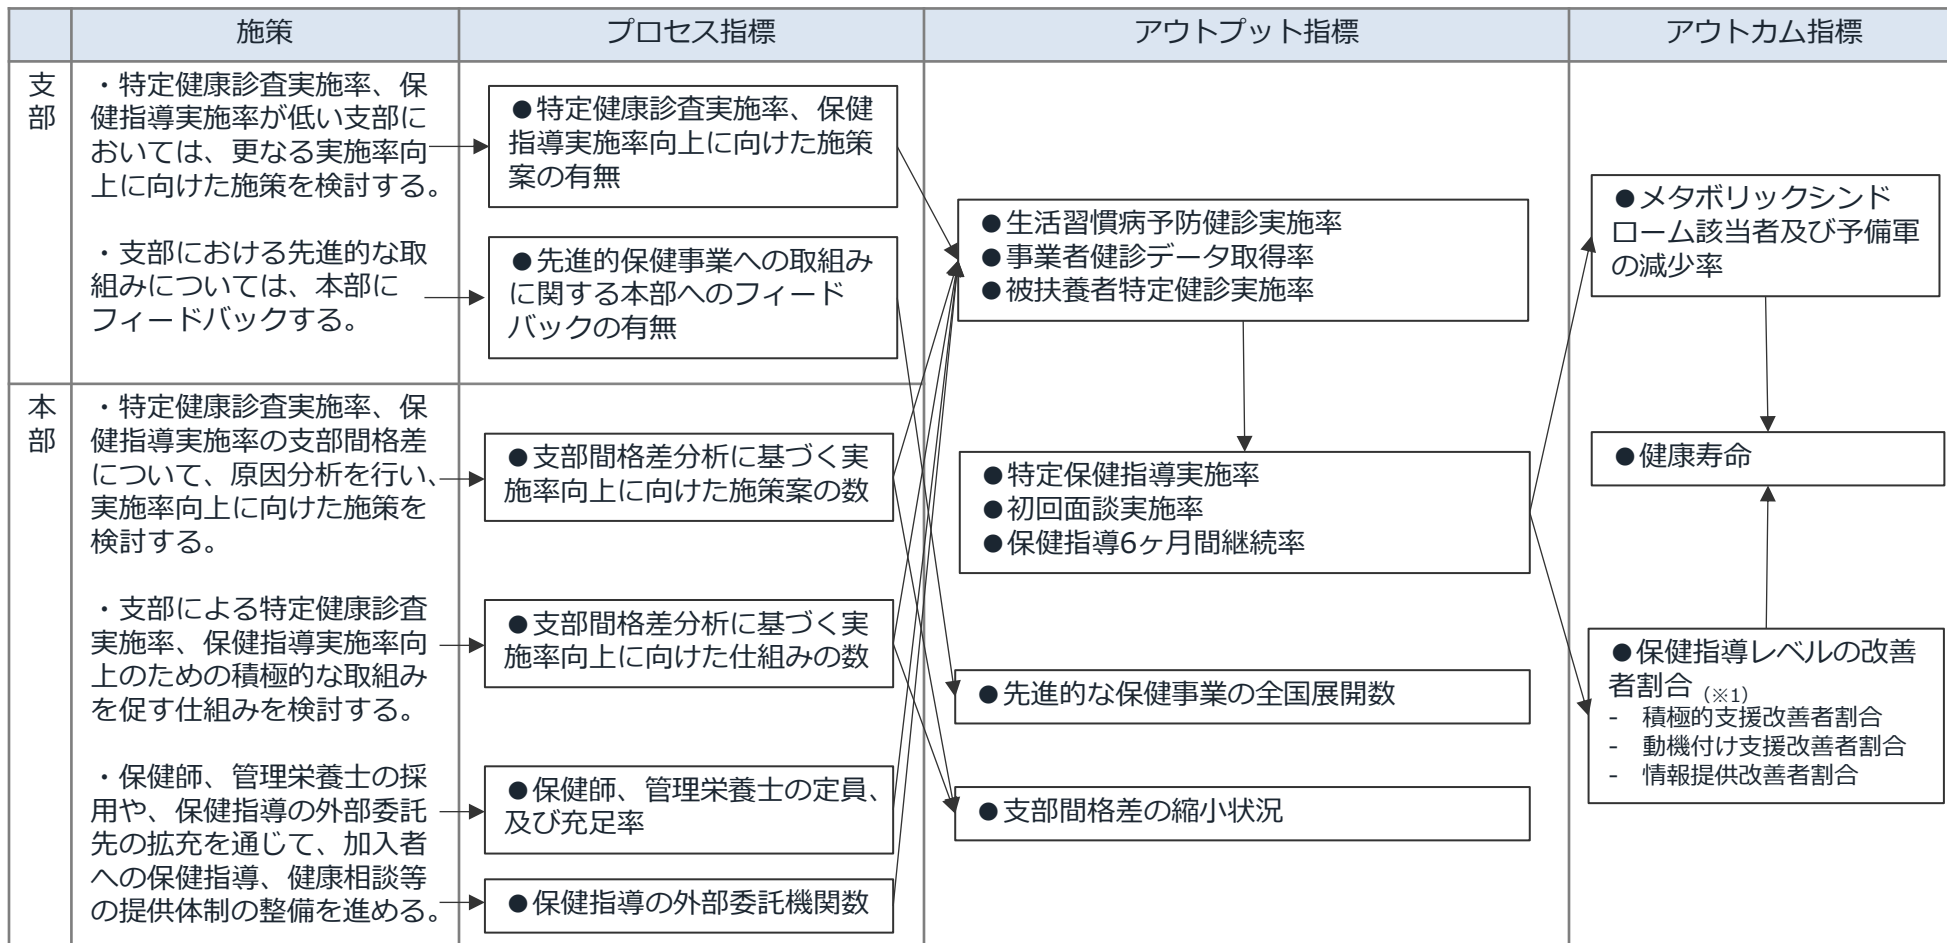 施策
プロセス指標
アウトプット指標
アウトカム指標
支
部
・特定健康診査実施率、保
健指導実施率が低い支部に
おいては、更なる実施率向
上に向けた施策を検討する。
・支部における先進的な取
組みについては、本部に
フィードバックする。
●特定健康診査実施率、保健
指導実施率向上に向けた施策
案の有無
●先進的保健事業への取組み
に関する本部へのフィード
バックの有無
本
部
・特定健康診査実施率、保
健指導実施率の支部間格差
について、原因分析を行い、
実施率向上に向けた施策を
検討する。
・支部による特定健康診査
実施率、保健指導実施率向
上のための積極的な取組み
を促す仕組みを検討する。
・保健師、管理栄養士の採
用や、保健指導の外部委託
先の拡充を通じて、加入者
への保健指導、健康相談等
の提供体制の整備を進める。
●支部間格差分析に基づく実
施率向上に向けた施策案の数
●支部間格差分析に基づく実
施率向上に向けた仕組みの数
●保健師、管理栄養士の定員、
及び充足率
●保健指導の外部委託機関数
●生活習慣病予防健診実施率
●事業者健診データ取得率
●被扶養者特定健診実施率
●特定保健指導実施率
●初回面談実施率
●保健指導6ヶ月間継続率
●先進的な保健事業の全国展開数
●支部間格差の縮小状況
●メタボリックシンド
ローム該当者及び予備軍
の減少率
●健康寿命
●保健指導レベルの改善
者割合（※1）
- 積極的支援改善者割合
- 動機付け支援改善者割合
- 情報提供改善者割合